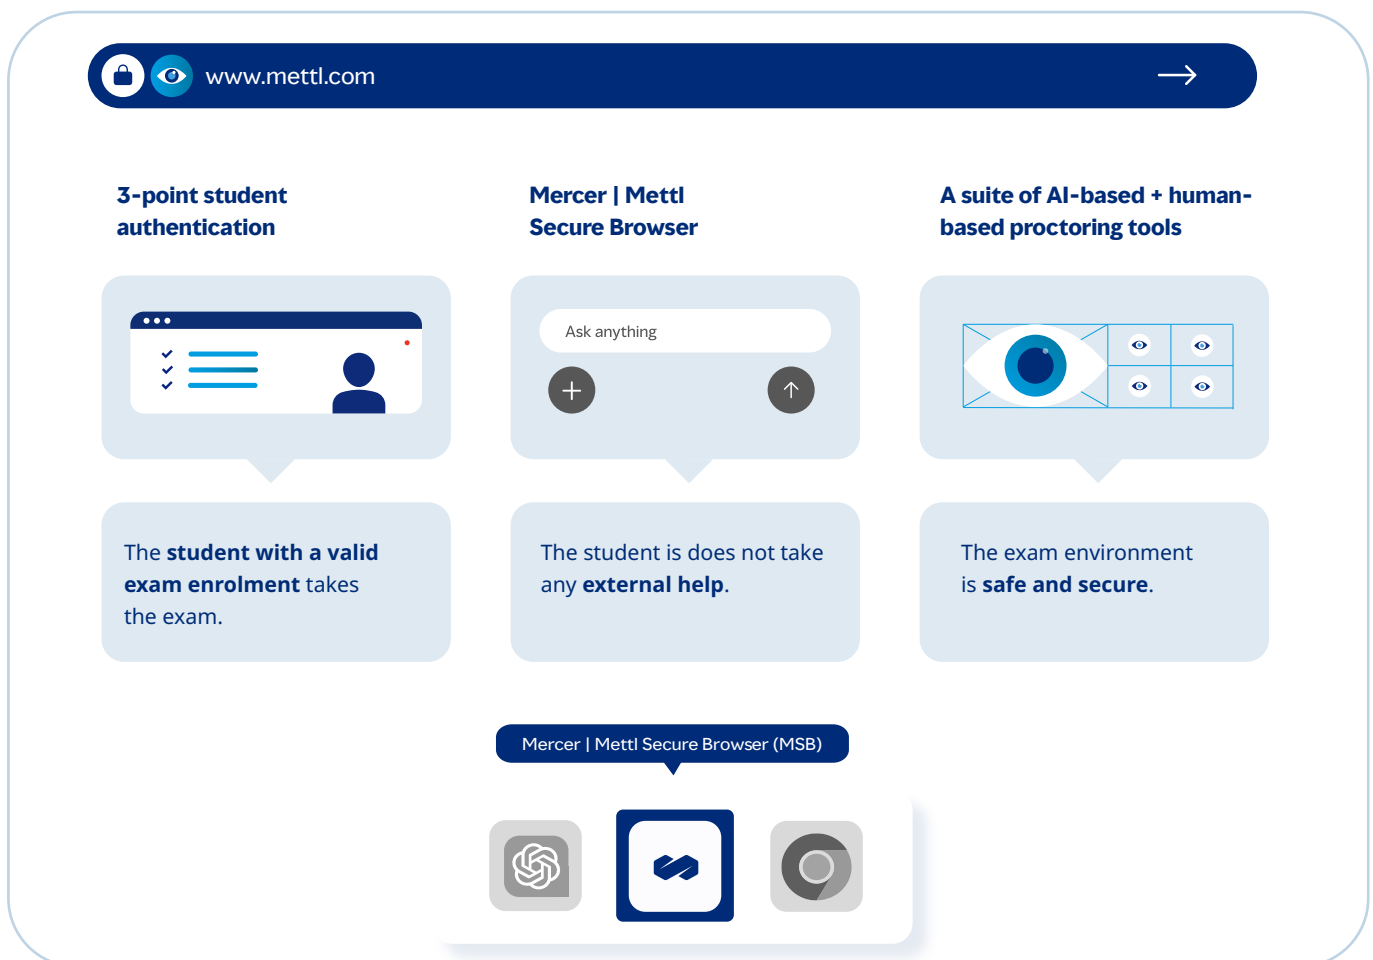 www.mettl.com
3-point student
authentication
Mercer | Mettl
Secure Browser
A suite of AI-based + human-
based proctoring tools
Ask anything
The student with a valid
exam enrolment takes
the exam.
The student is does not take
any external help.
The exam environment
is safe and secure.
Mercer | Mettl Secure Browser (MSB)